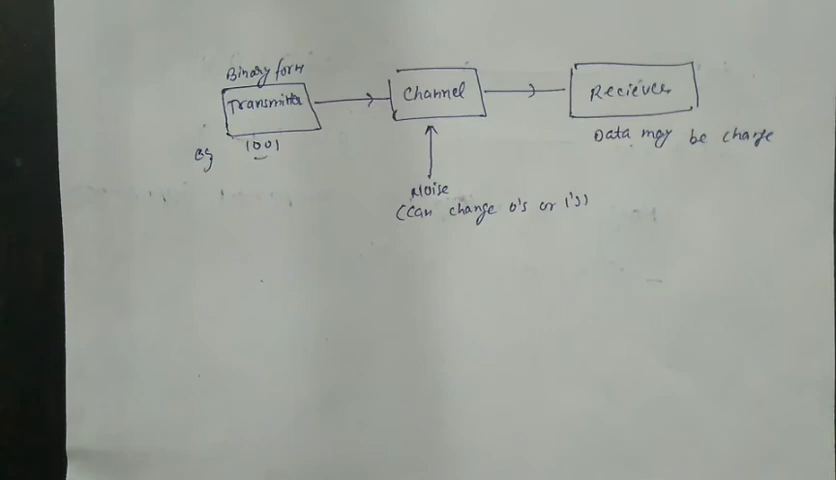 Binary form
Transmitter
Channel
Reciever
eg 1001
Data may be change
Noise
(Can change 0's or 1's)